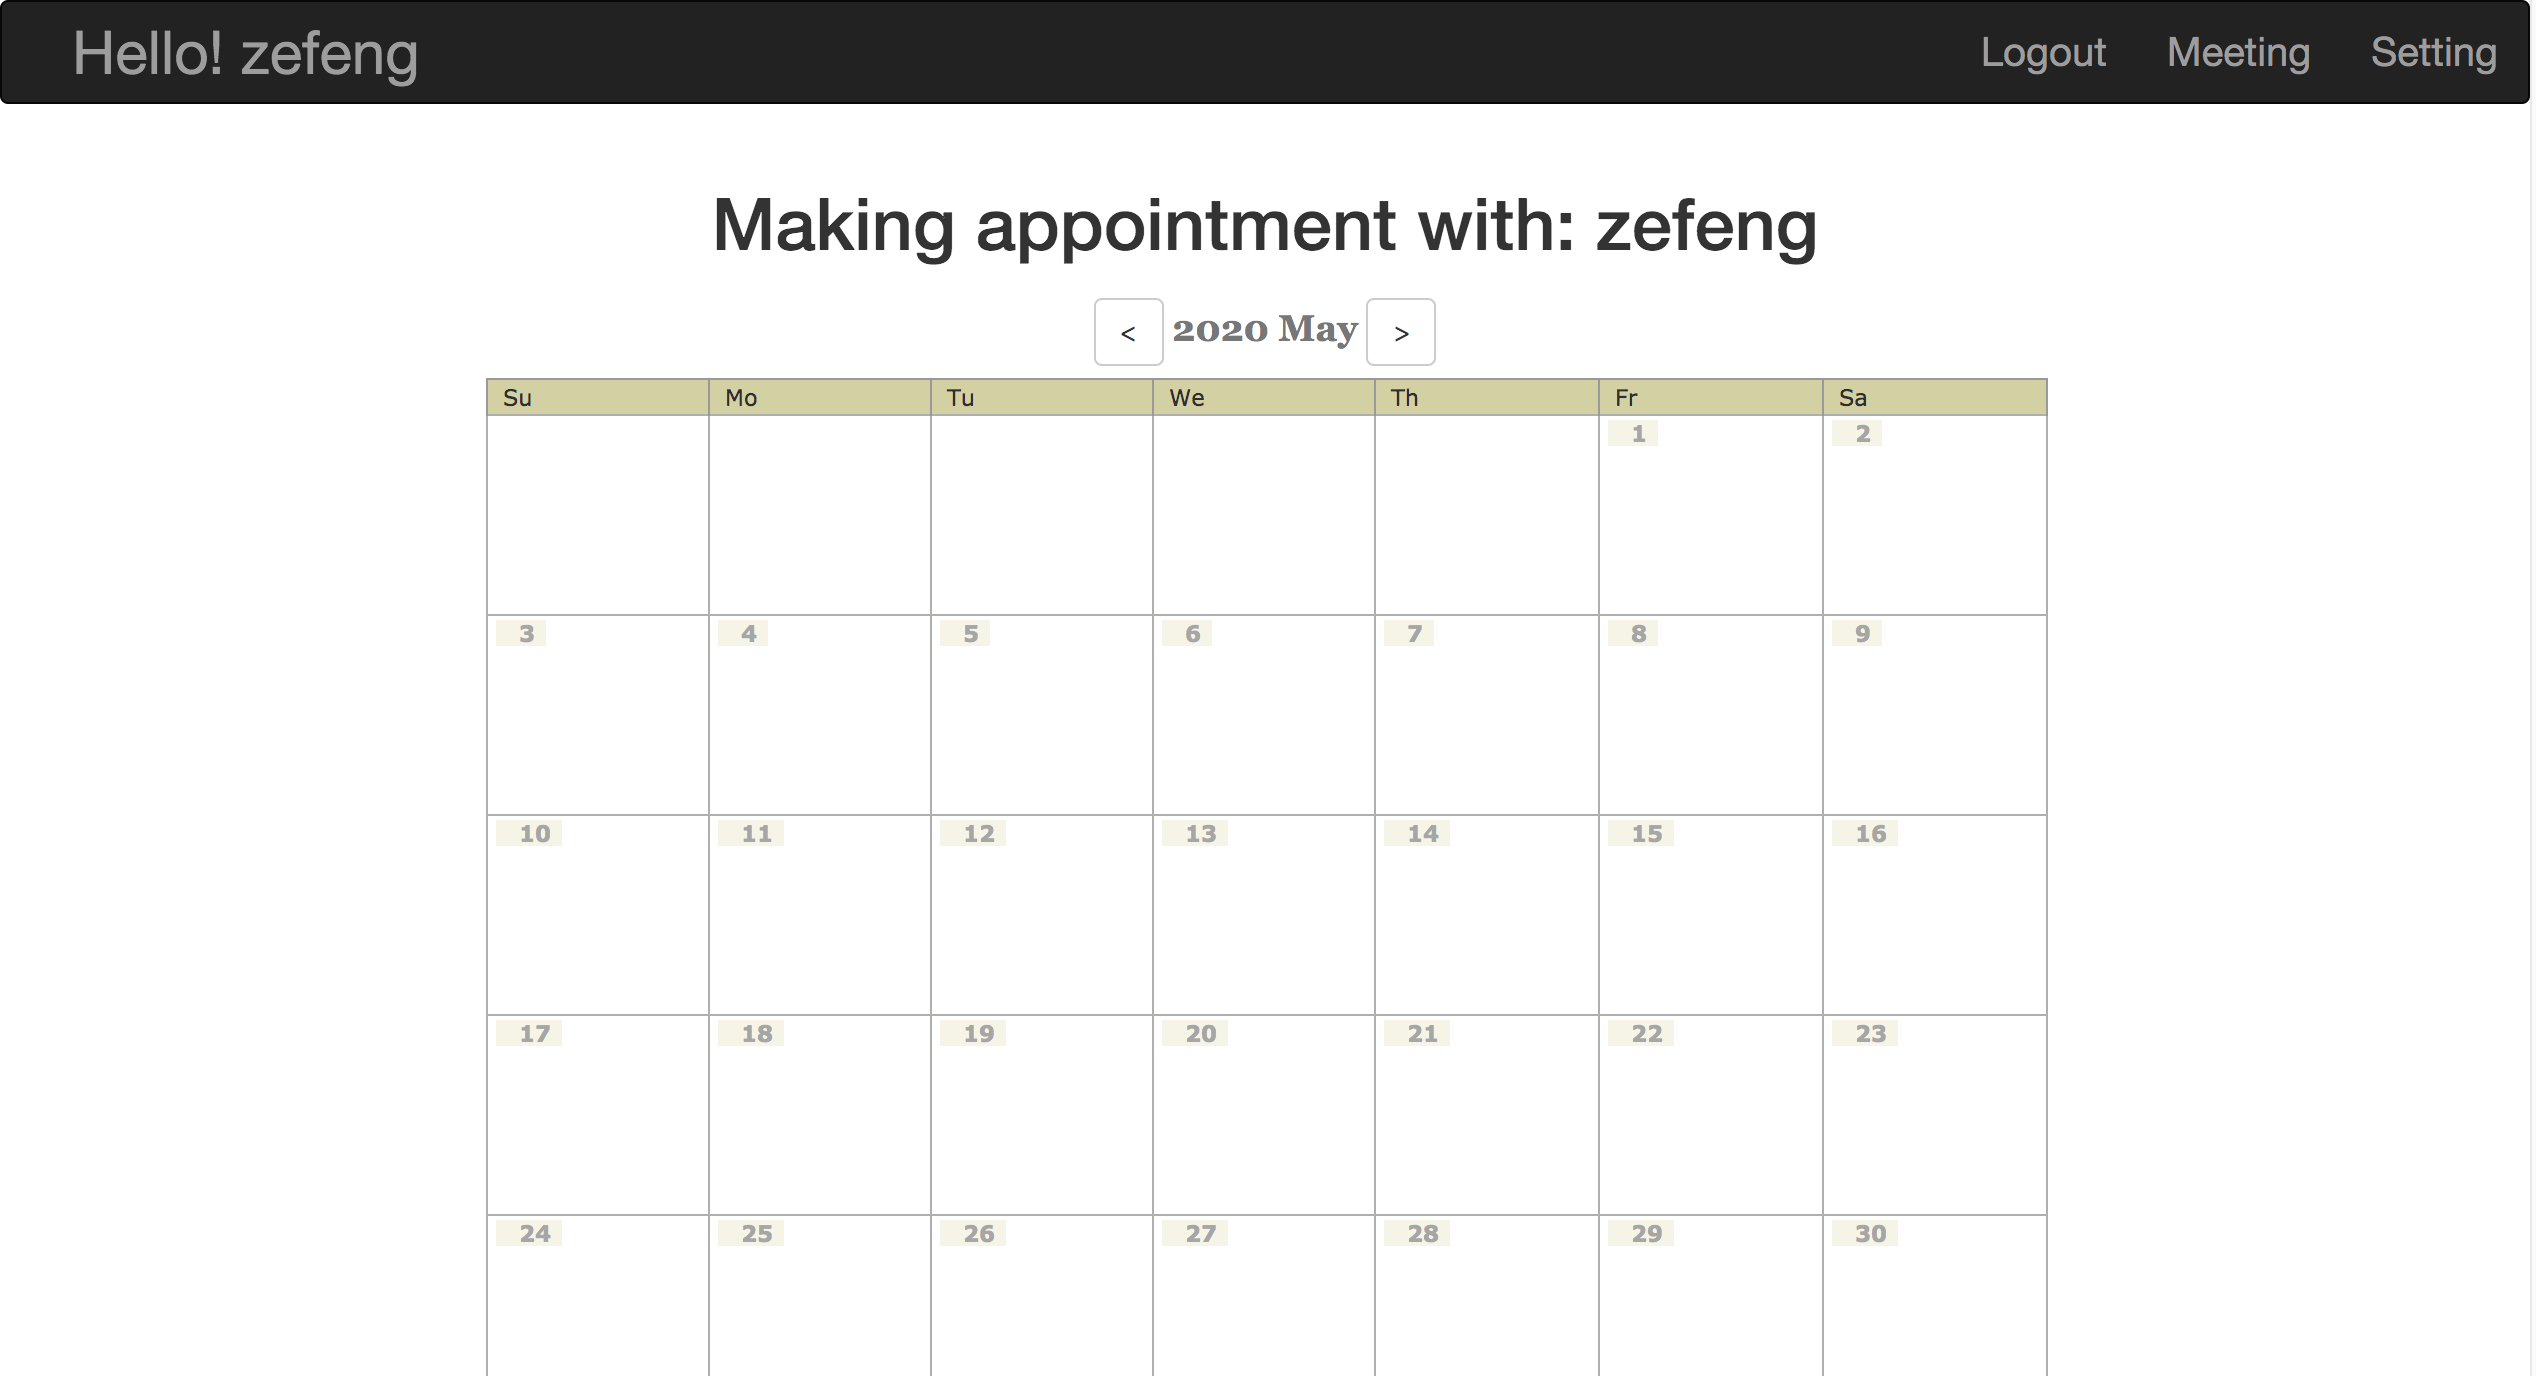 Hello! zefeng Logout Meeting Setting
Making appointment with: zefeng
< 2020 May >
Su Mo Tu We Th Fr Sa
1 2
3 4 5 6 7 8 9
10 11 12 13 14 15 16
17 18 19 20 21 22 23
24 25 26 27 28 29 30